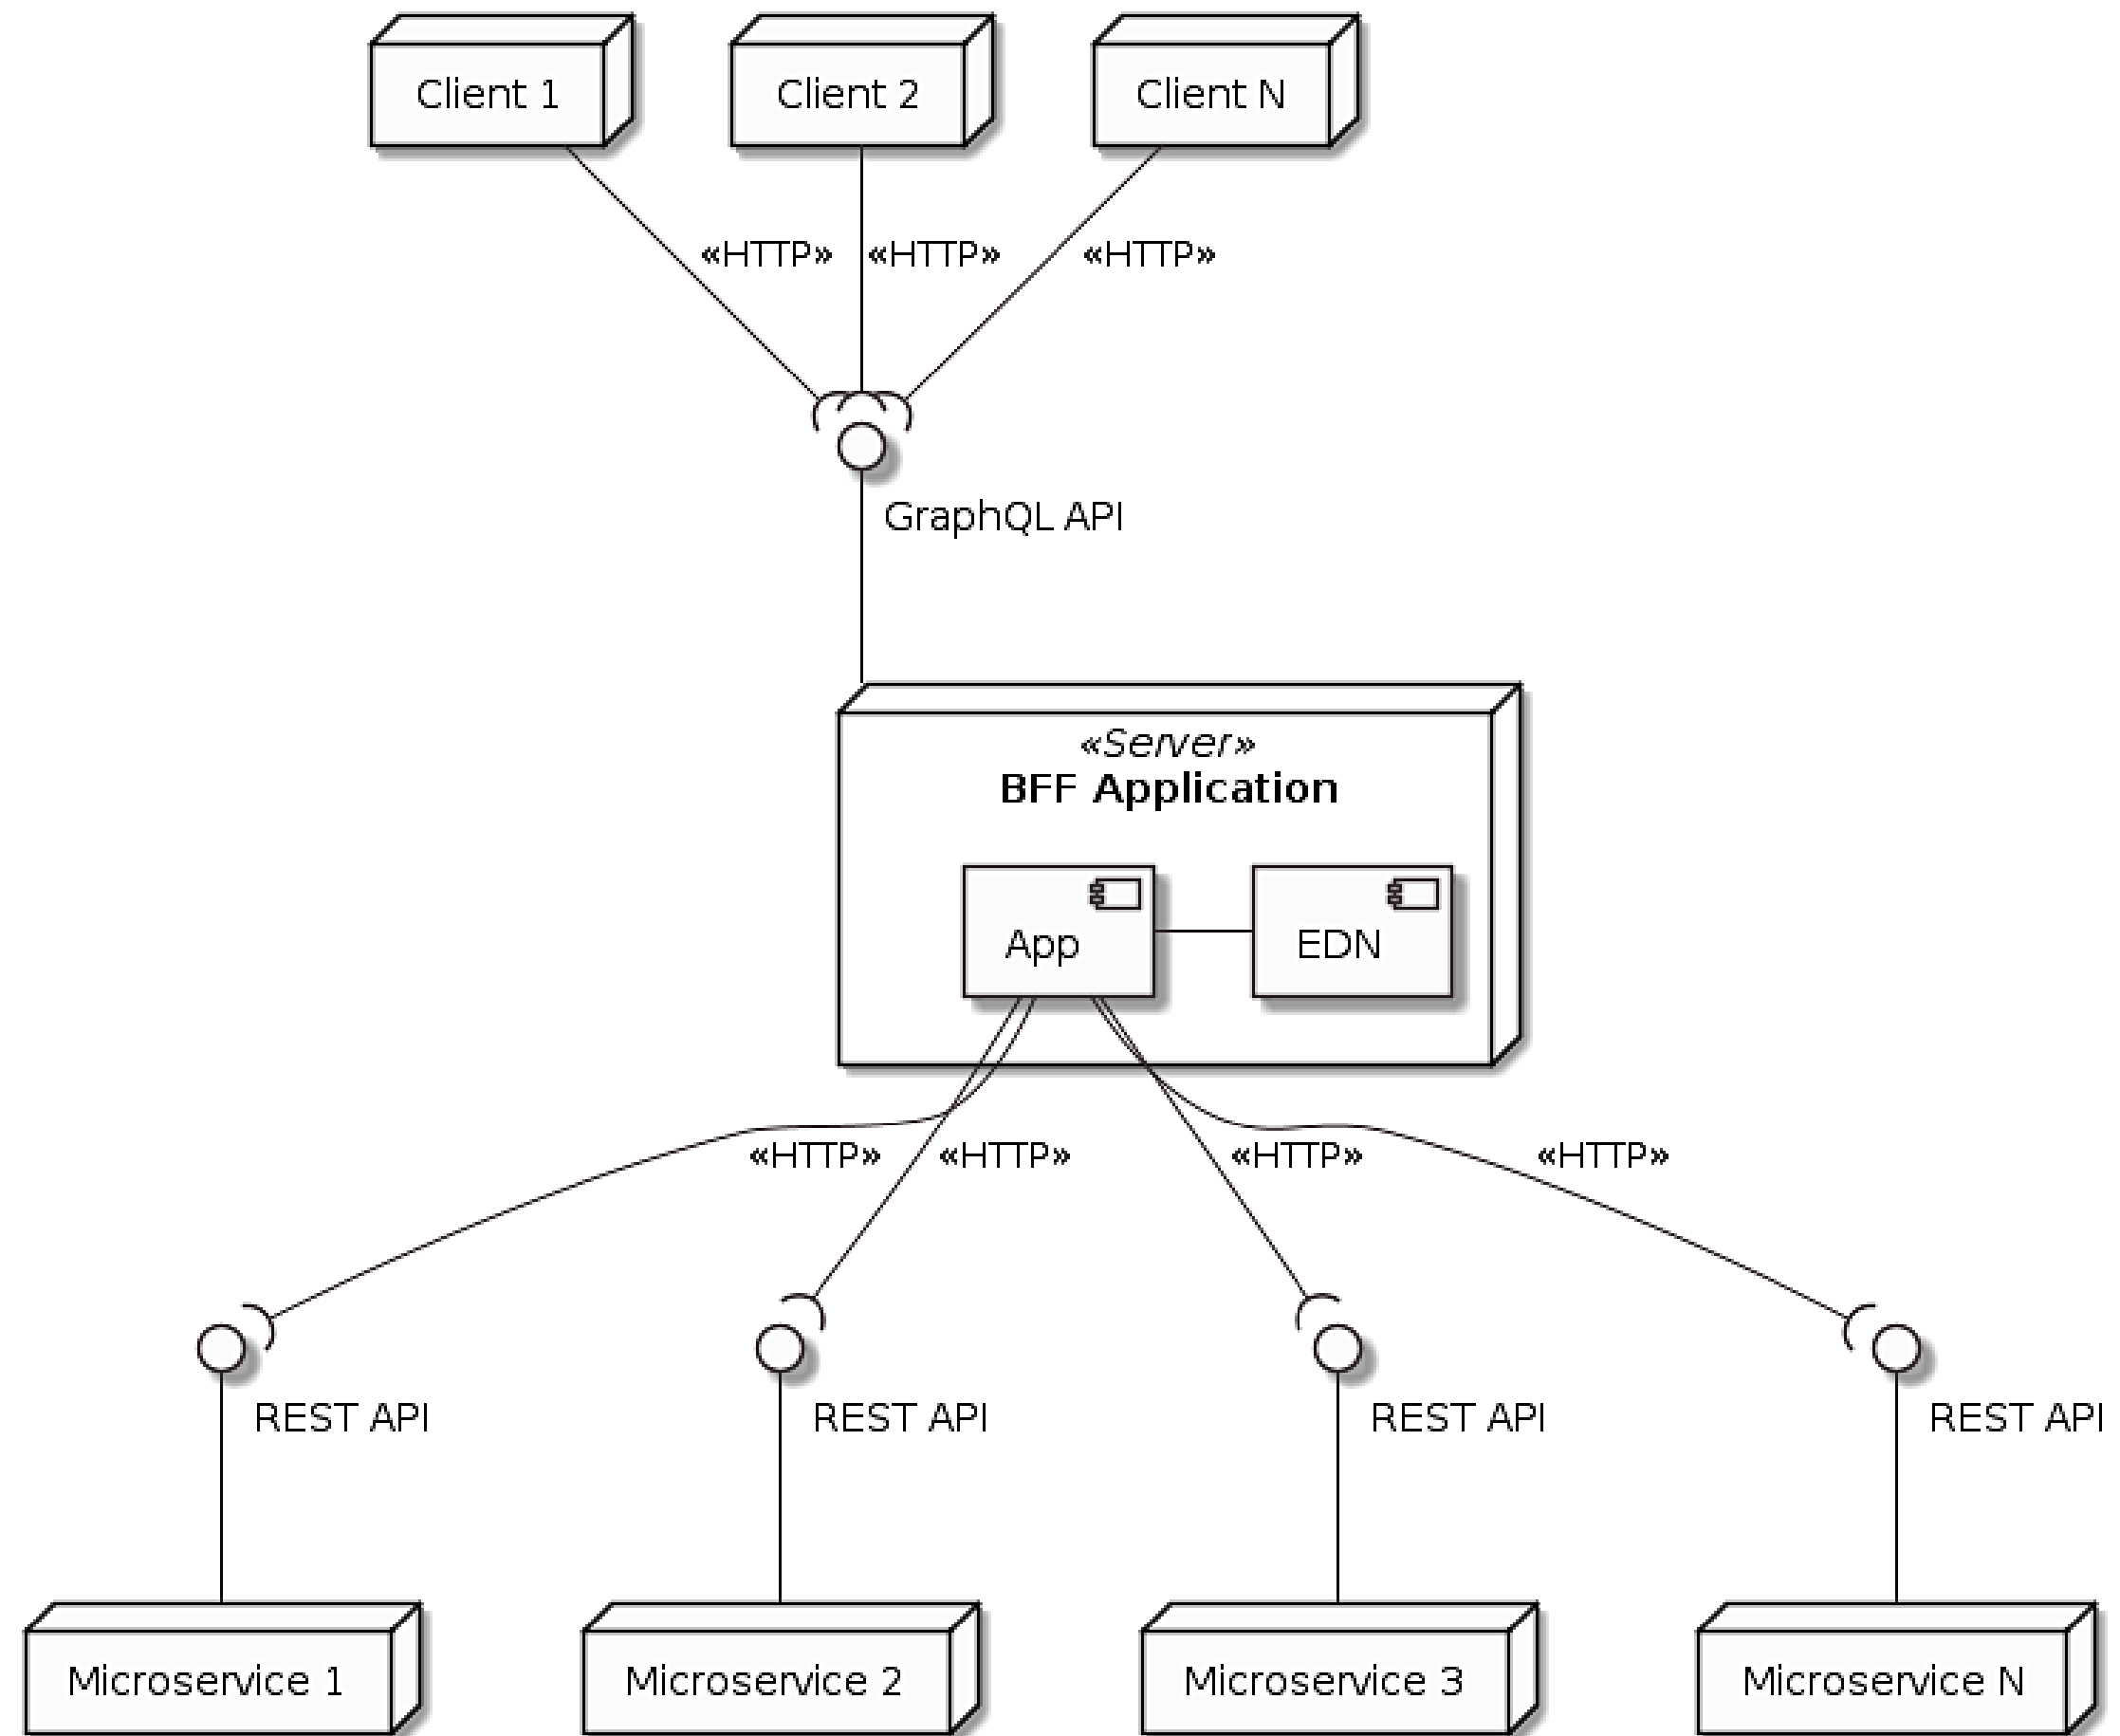 Client 1
Client 2
Client N
«HTTP»
«HTTP»
«HTTP»
GraphQL API
«Server»
BFF Application
App
EDN
«HTTP»
«HTTP»
«HTTP»
«HTTP»
REST API
REST API
REST API
REST API
Microservice 1
Microservice 2
Microservice 3
Microservice N